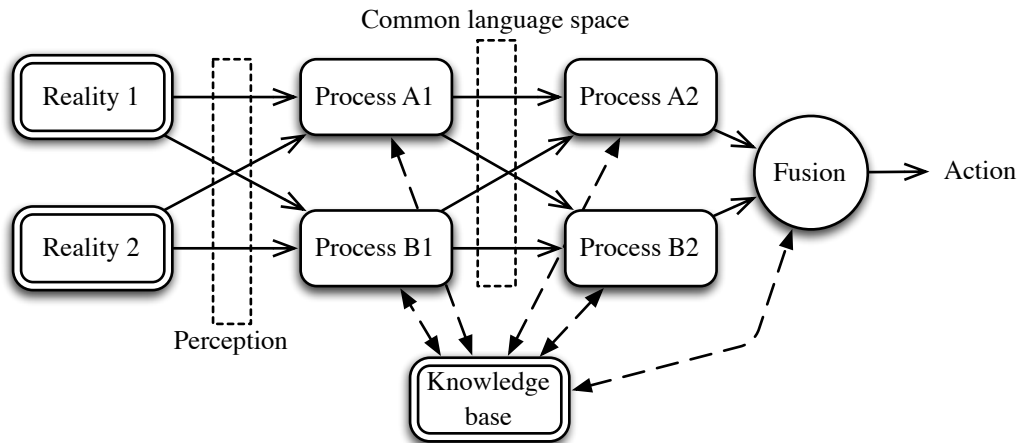 Common language space
Reality 1
Process A1
Process A2
Fusion
Action
Reality 2
Process B1
Process B2
Perception
Knowledge
base